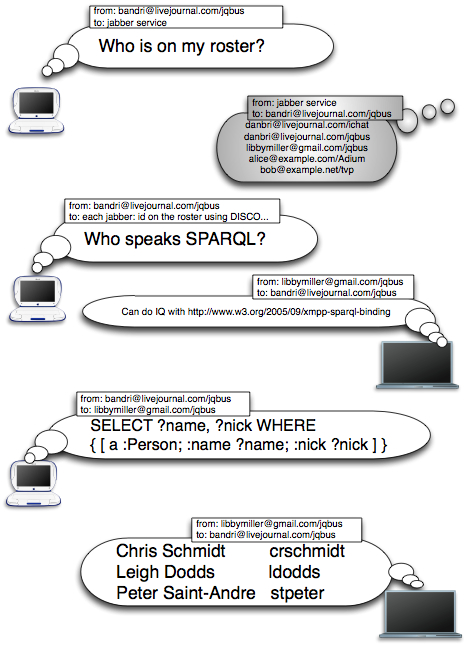 from: bandri@livejournal.com/jqbus
to: jabber service
Who is on my roster?
from: jabber service
to: bandri@livejournal.com/jqbus
danbri@livejournal.com/ichat
danbri@livejournal.com/jqbus
libbymiller@gmail.com/jqbus
alice@example.com/Adium
bob@example.net/tvp
from: bandri@livejournal.com/jqbus
to: each jabber: id on the roster using DISCO...
Who speaks SPARQL?
from: libbymiller@gmail.com/jqbus
to: bandri@livejournal.com/jqbus
Can do IQ with http://www.w3.org/2005/09/xmpp-sparql-binding
from: bandri@livejournal.com/jqbus
to: libbymiller@gmail.com/jqbus
SELECT ?name, ?nick WHERE
{ [ a :Person; :name ?name; :nick ?nick ] }
from: libbymiller@gmail.com/jqbus
to: bandri@livejournal.com/jqbus
Chris Schmidt crschmidt
Leigh Dodds ldodds
Peter Saint-Andre stpeter